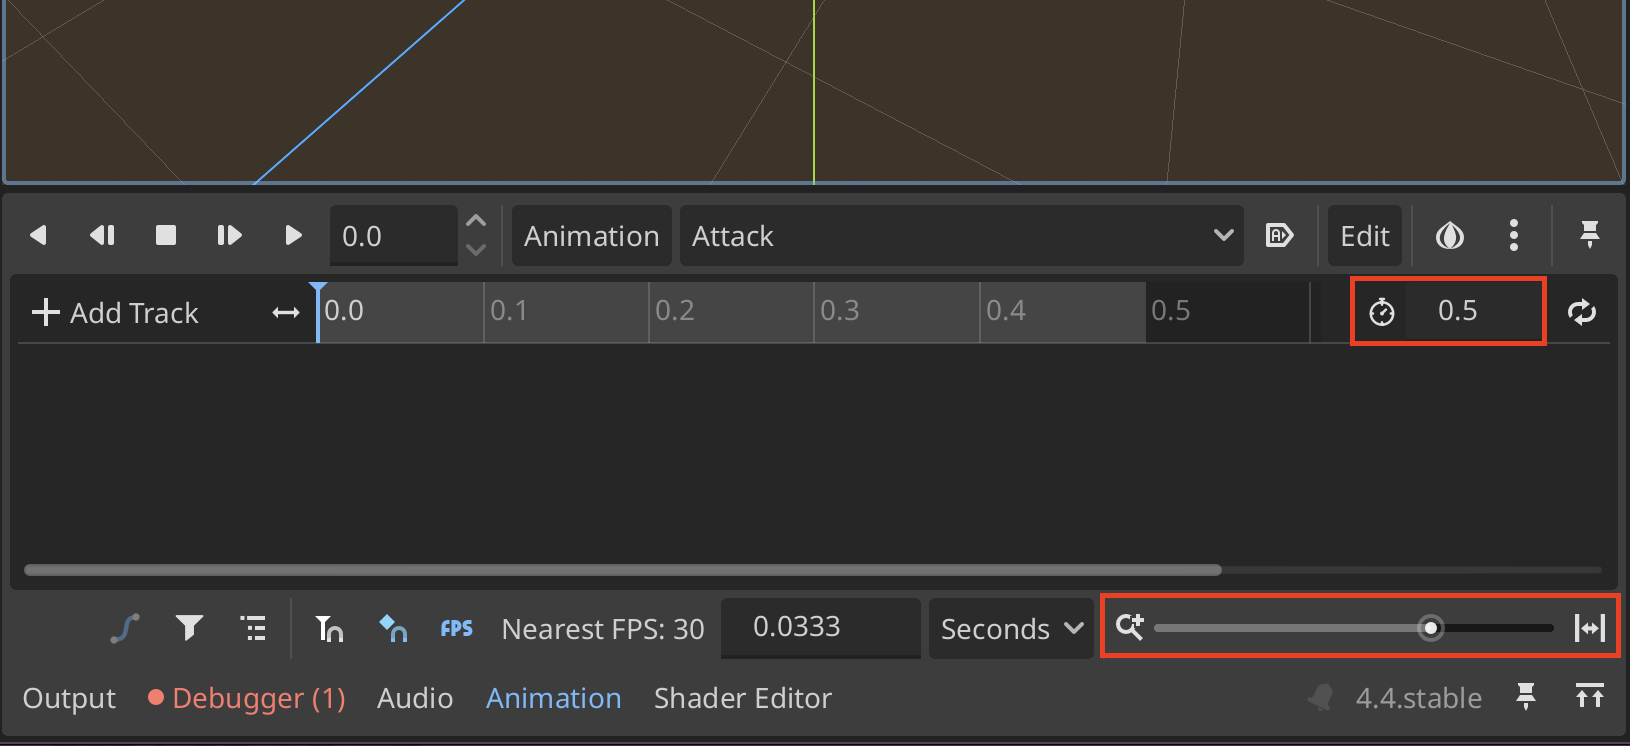 0.0 Animation Attack Edit
Add Track 0.0 0.1 0.2 0.3 0.4 0.5 0.5
FPS Nearest FPS: 30 0.0333 Seconds
Output Debugger (1) Audio Animation Shader Editor 4.4.stable